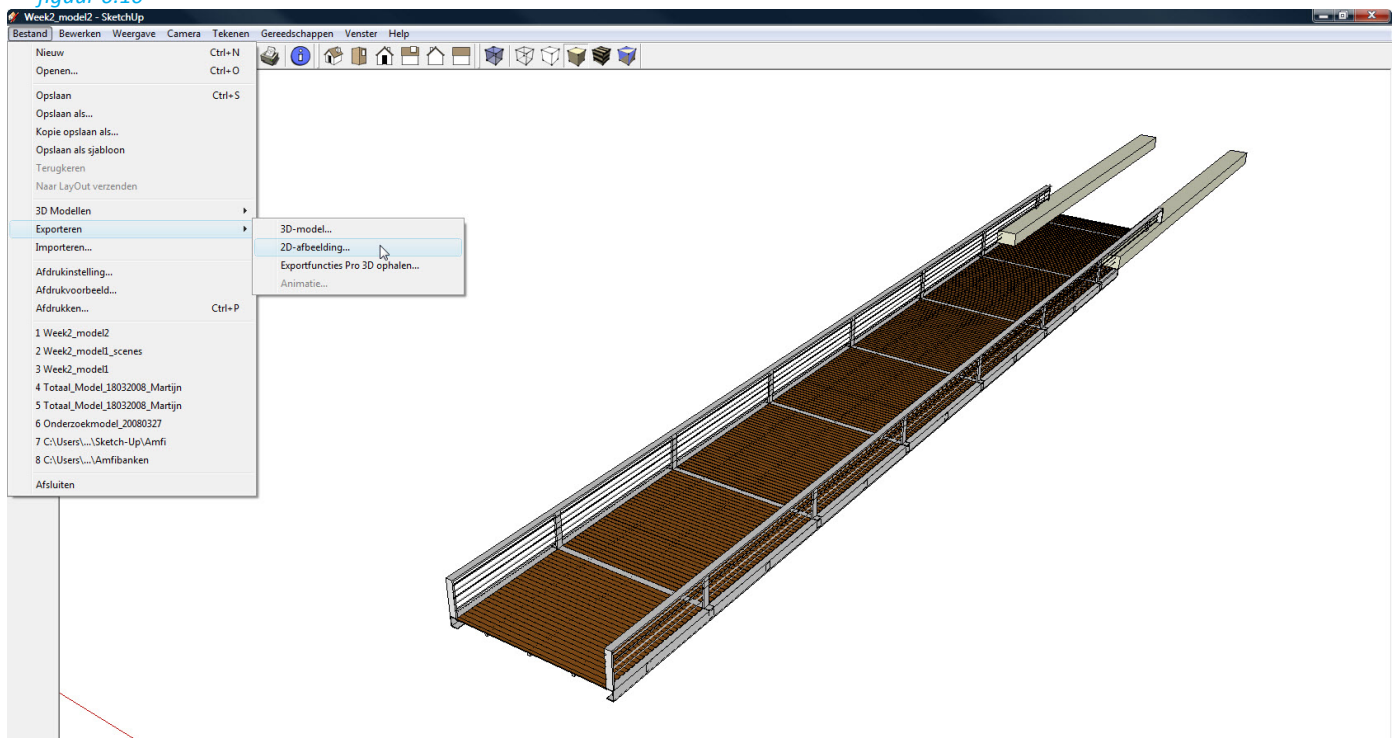 Week2_model2 - SketchUp
Bestand Bewerken Weergave Camera Tekenen Gereedschappen Venster Help
Nieuw Ctrl+N
Openen... Ctrl+O
Opslaan Ctrl+S
Opslaan als...
Kopie opslaan als...
Opslaan als sjabloon
Terugkeren
Naar LayOut verzenden
3D Modellen
Exporteren
Importeren...
Afdrukinstelling...
Afdrukvoorbeeld...
Afdrukken... Ctrl+P
1 Week2_model2
2 Week2_model1_scenes
3 Week2_model1
4 Totaal_Model_18032008_Martijn
5 Totaal_Model_18032008_Martijn
6 Onderzoekmodel_20080327
7 C:\Users\...\Sketch-Up\Amfi
8 C:\Users\...\Amfibanken
Afsluiten
3D-model...
2D-afbeelding...
Exportfuncties Pro 3D ophalen...
Animatie...